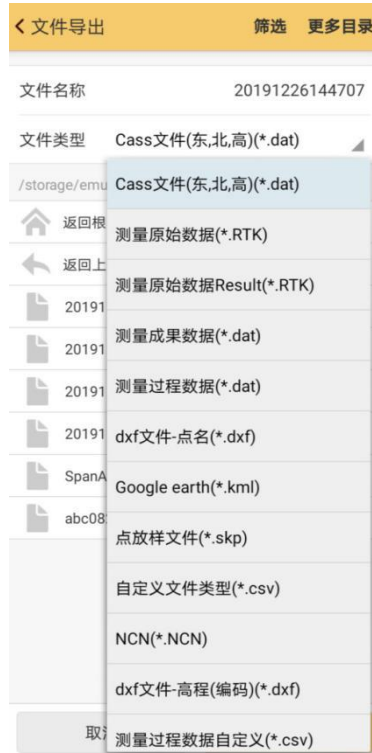 文件导出 筛选 更多目录
文件名称 20191226144707
文件类型 Cass文件(东,北,高)(*.dat)
/storage/emu
Cass文件(东,北,高)(*.dat)
返回根
测量原始数据(*.RTK)
返回上
测量原始数据Result(*.RTK)
20191
测量成果数据(*.dat)
20191
测量过程数据(*.dat)
20191
dxf文件-点名(*.dxf)
20191
Google earth(*.kml)
SpanA
点放样文件(*.skp)
abc08
自定义文件类型(*.csv)
NCN(*.NCN)
dxf文件-高程(编码)(*.dxf)
取
测量过程数据自定义(*.csv)